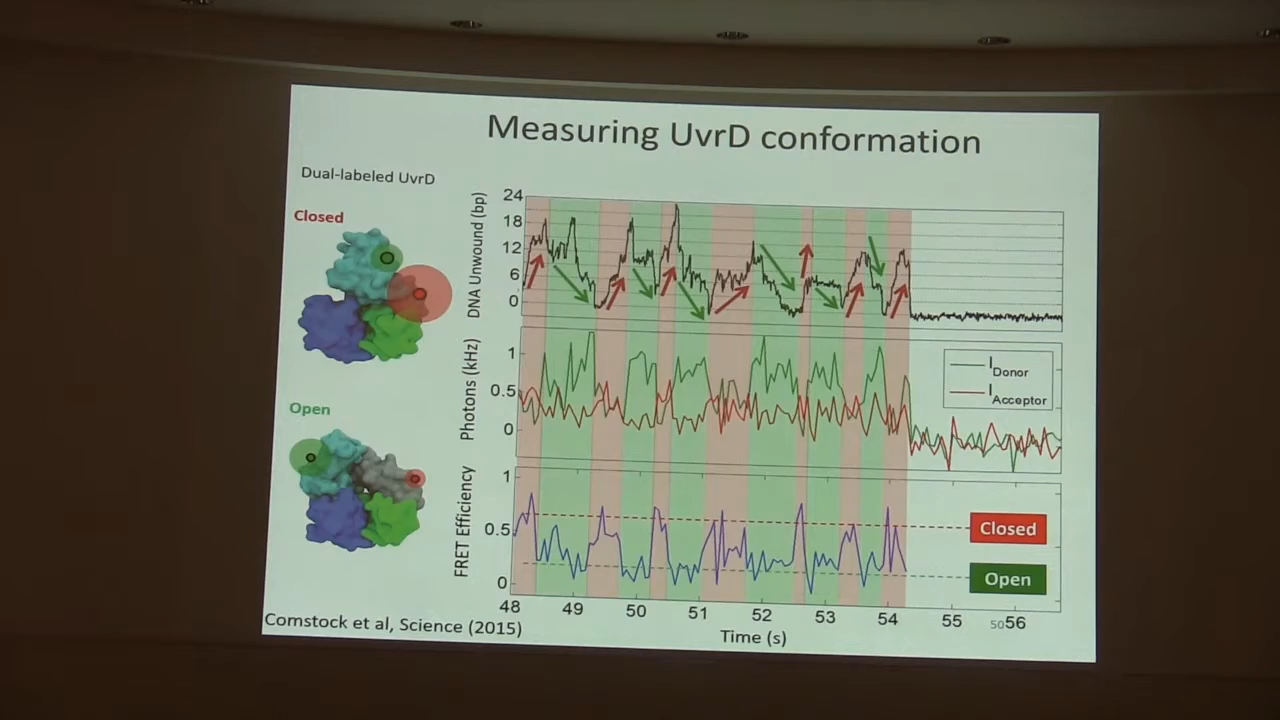 Measuring UvrD conformation
Dual-labeled UvrD
Closed
Open
Comstock et al, Science (2015)
DNA Unwound (bp)
24
18
12
6
0
Photons (kHz)
1
0.5
0
I Donor
I Acceptor
FRET Efficiency
1
0.5
0
Closed
Open
48 49 50 51 52 53 54 55 56
Time (s)
50